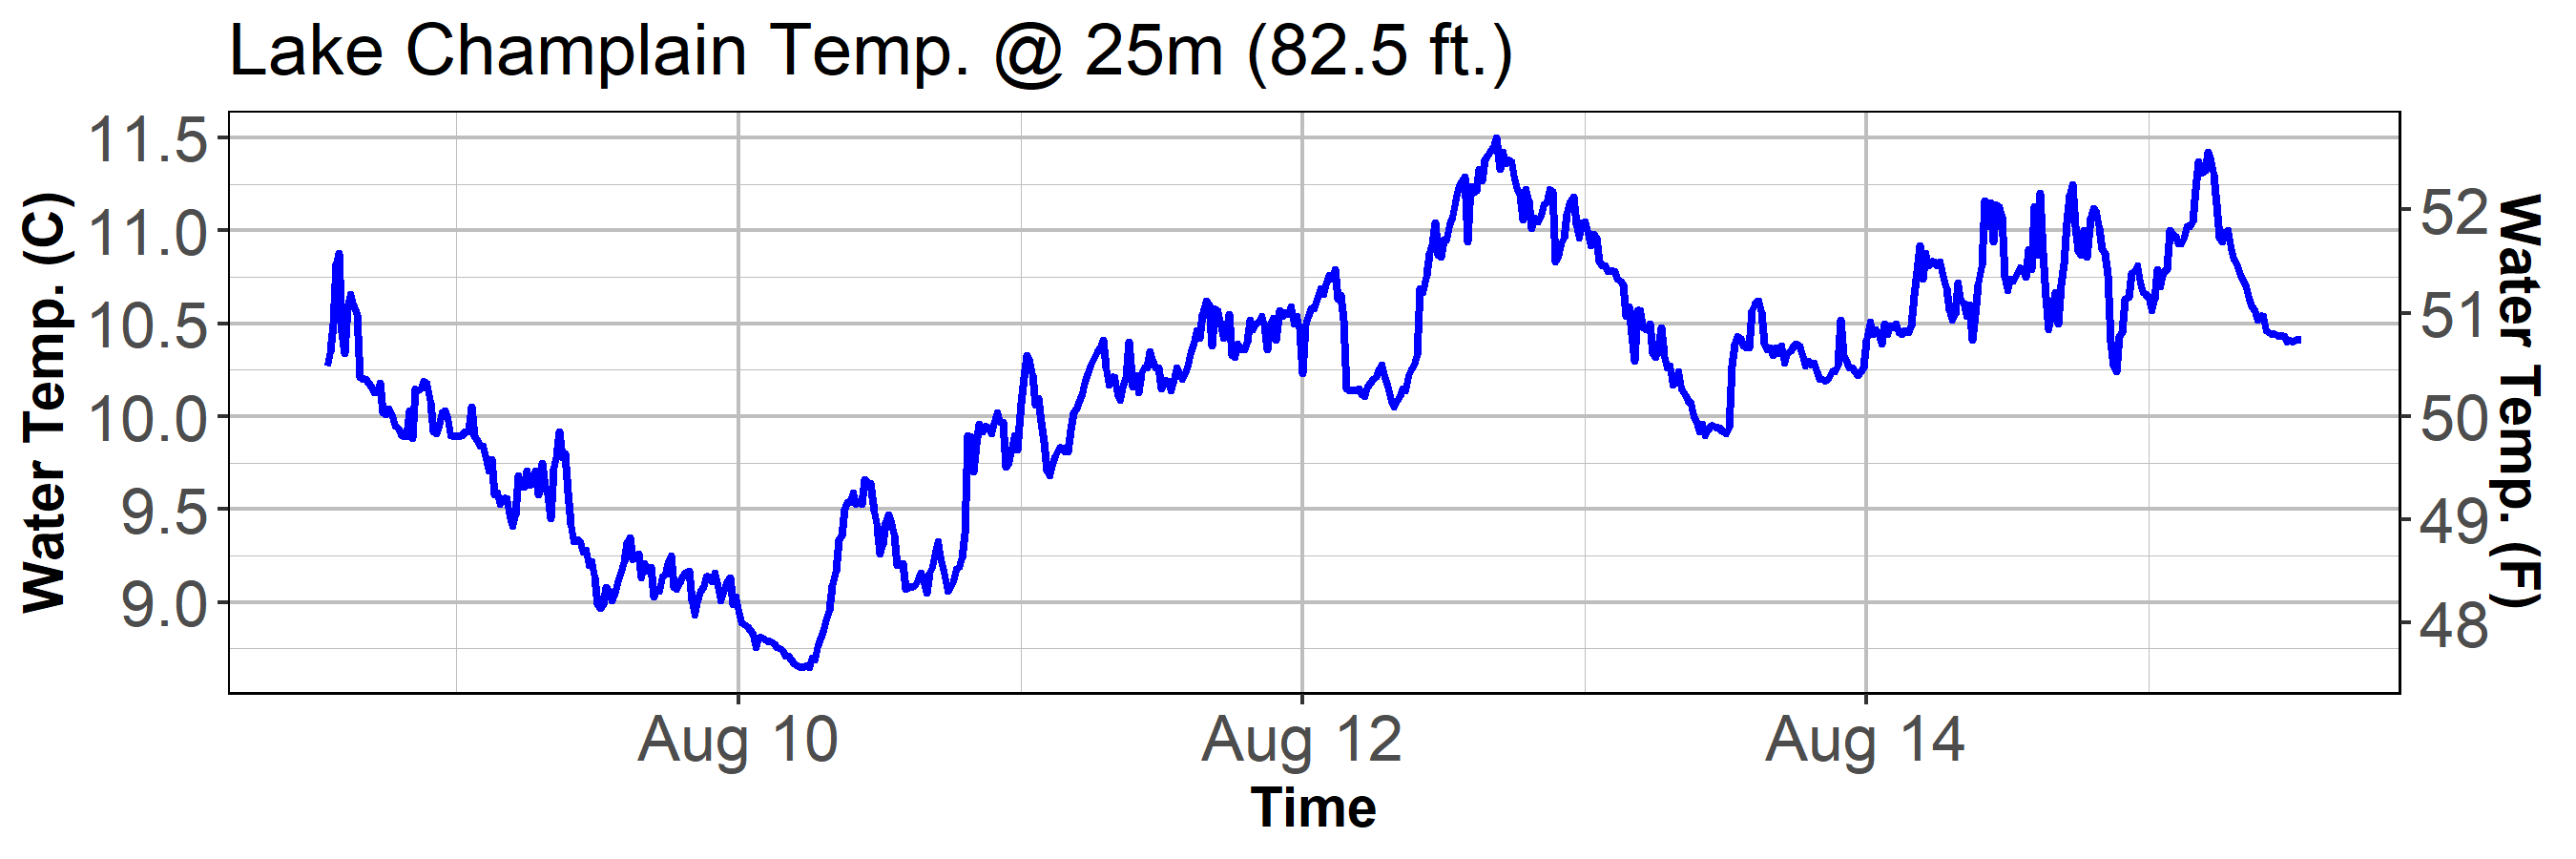 Lake Champlain Temp. @ 25m (82.5 ft.)
Water Temp. (C)
11.5
11.0
10.5
10.0
9.5
9.0
52
51
50
49
48
Water Temp. (F)
Aug 10 Aug 12 Aug 14
Time